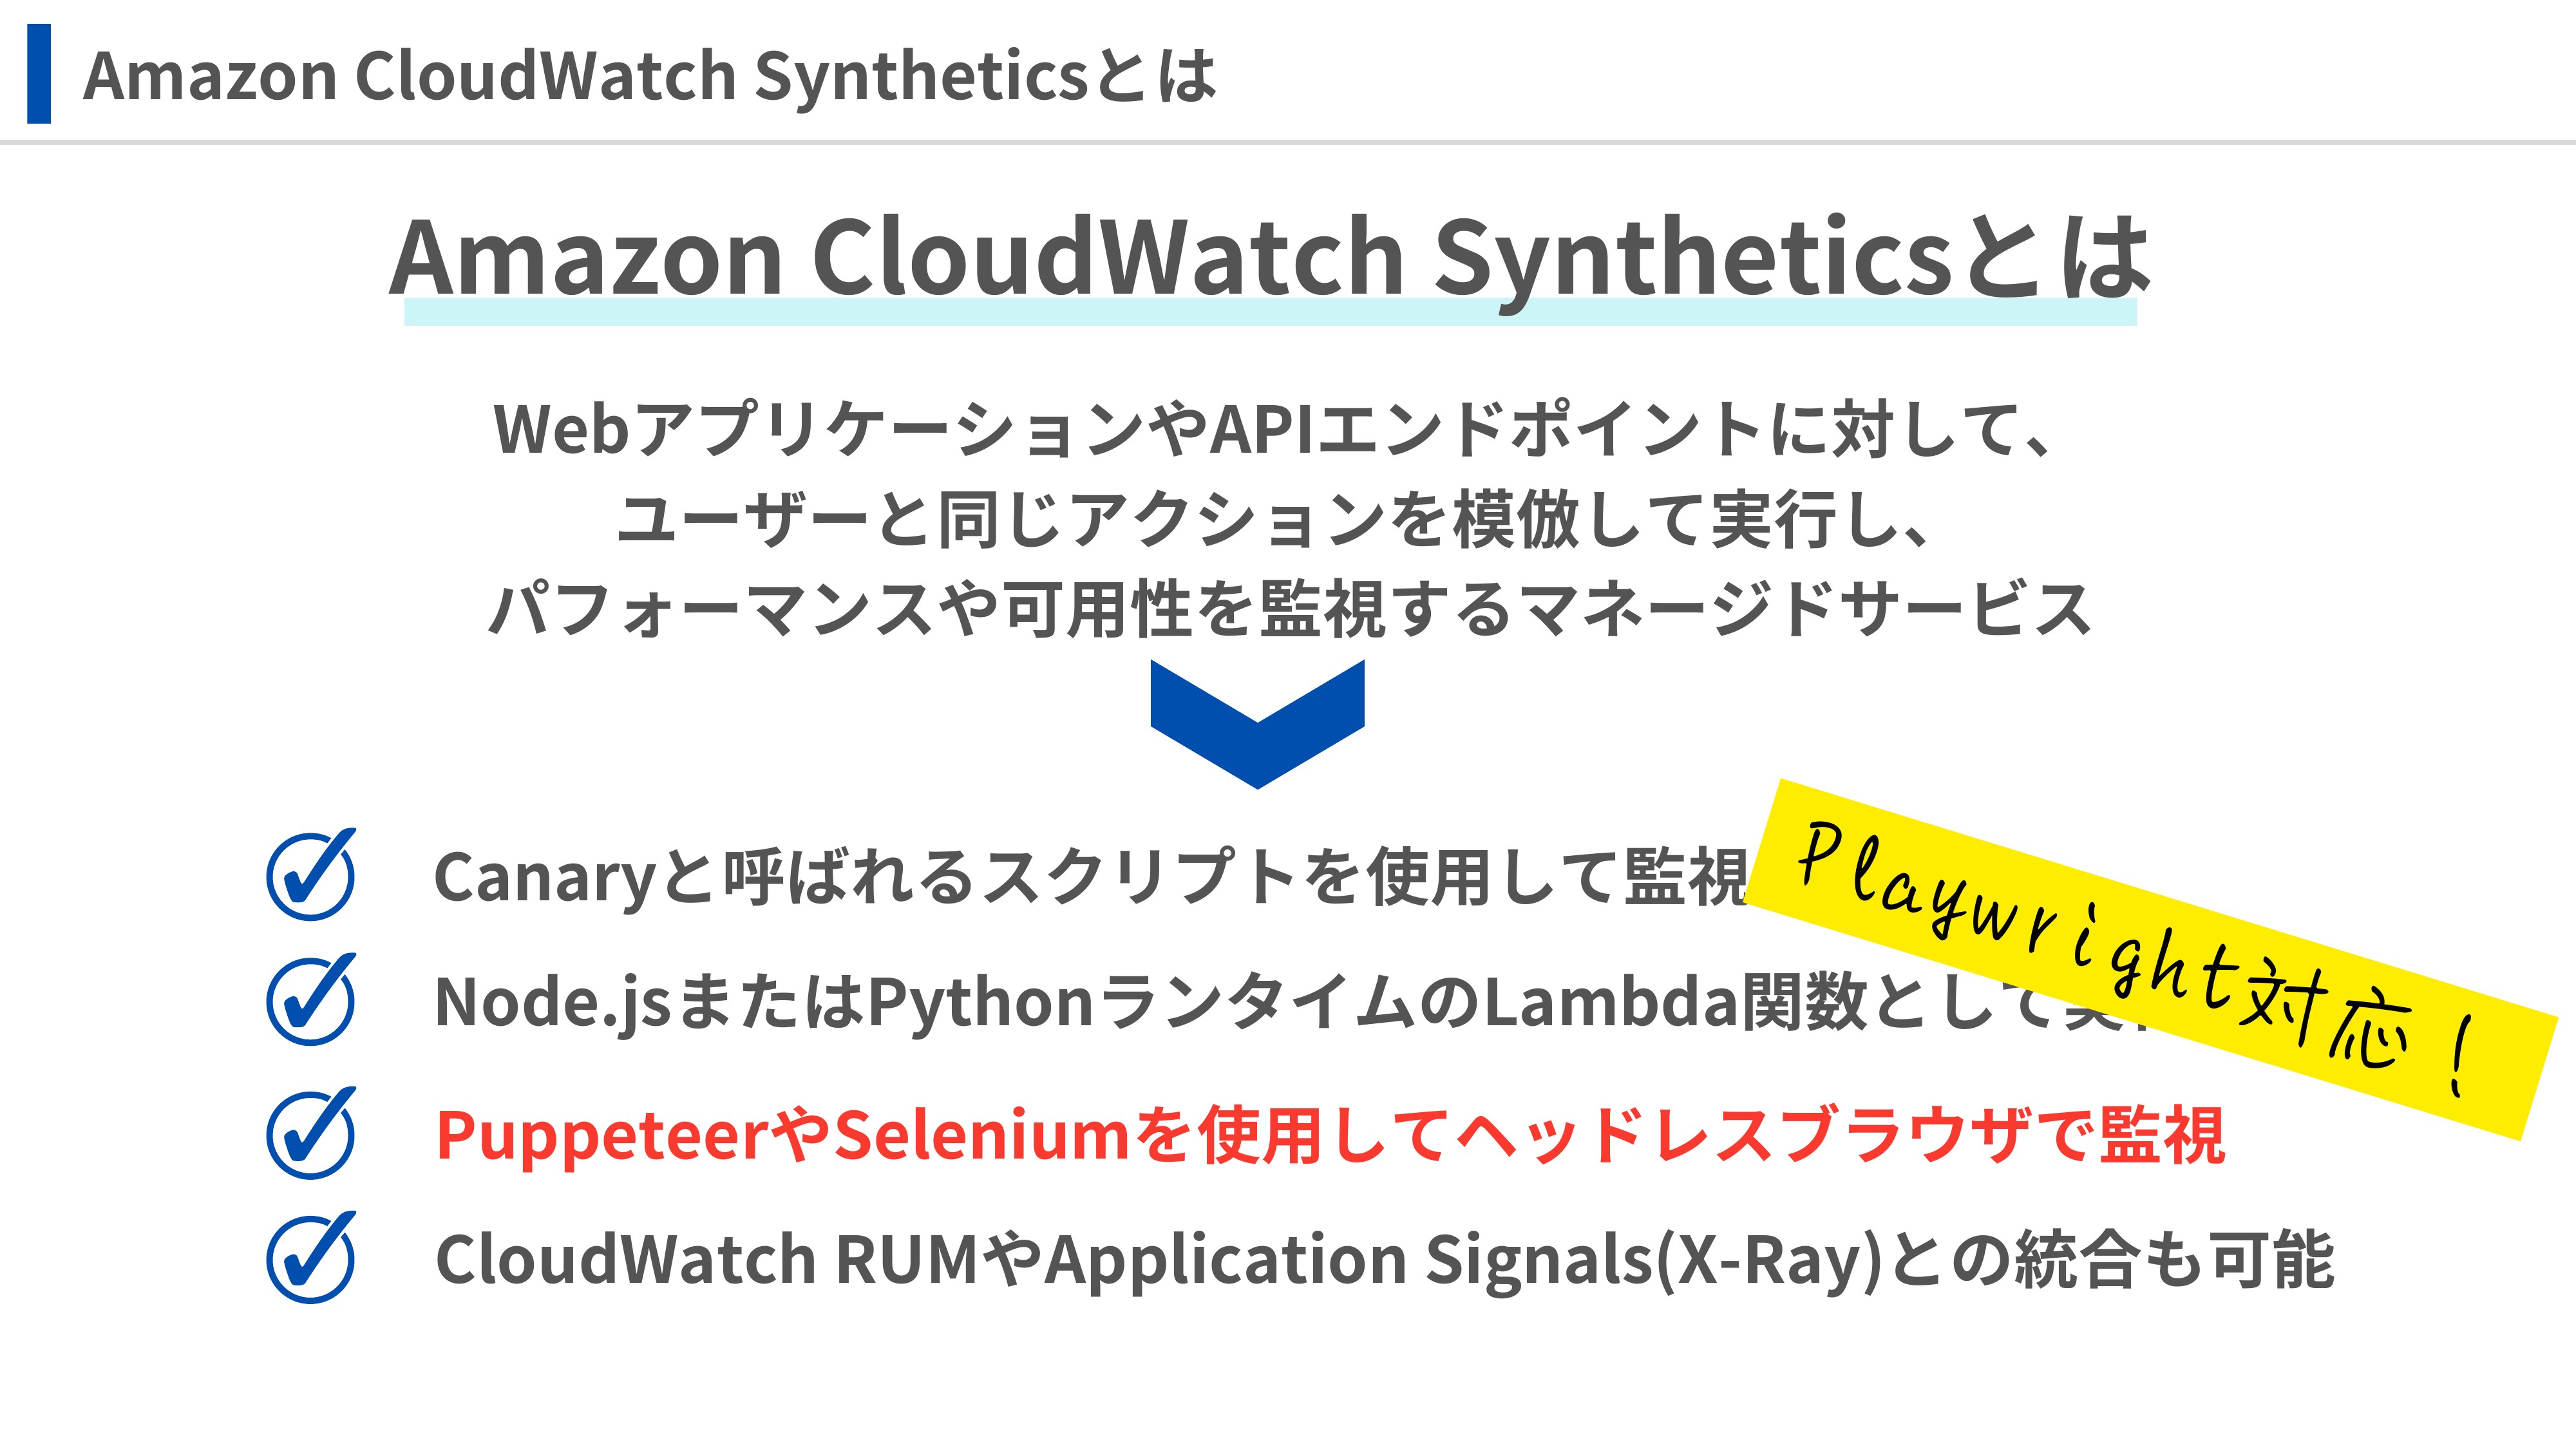 Amazon CloudWatch Syntheticsとは
Amazon CloudWatch Syntheticsとは
WebアプリケーションやAPIエンドポイントに対して、
ユーザーと同じアクションを模倣して実行し、
パフォーマンスや可用性を監視するマネージドサービス
Canaryと呼ばれるスクリプトを使用して監視
Playwright対応！
Node.jsまたはPythonランタイムのLambda関数として
PuppeteerやSeleniumを使用してヘッドレスブラウザで監視
CloudWatch RUMやApplication Signals(X-Ray)との統合も可能